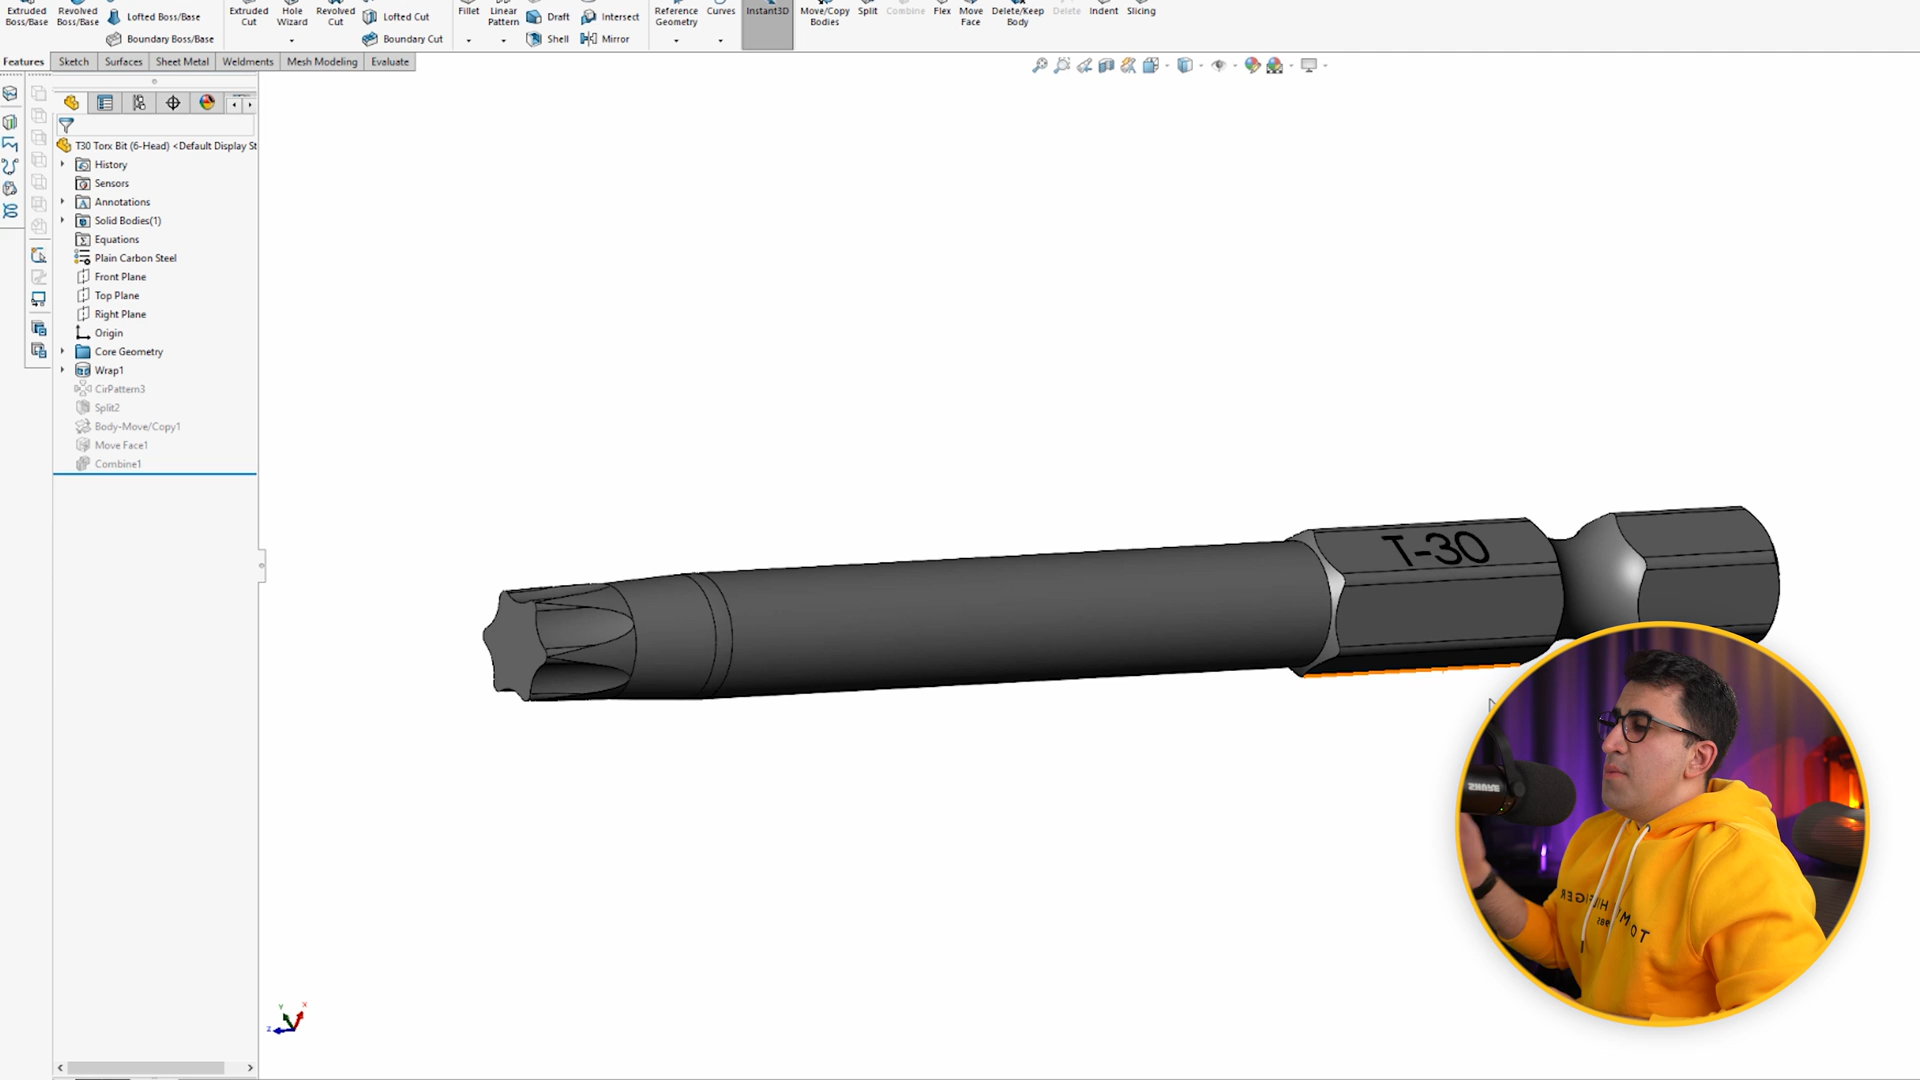 Extruded Boss/Base
Revolved Boss/Base
Lofted Boss/Base
Boundary Boss/Base
Extruded Cut
Hole Wizard
Revolved Cut
Lofted Cut
Boundary Cut
Fillet
Linear Pattern
Draft
Shell
Intersect
Mirror
Reference Geometry
Curves
Instant3D
Move/Copy Bodies
Split
Combine
Flex
Move Face
Delete/Keep Body
Delete
Indent
Slicing
Features
Sketch
Surfaces
Sheet Metal
Weldments
Mesh Modeling
Evaluate
T30 Torx Bit (6-Head) <Default Display St
History
Sensors
Annotations
Solid Bodies(1)
Equations
Plain Carbon Steel
Front Plane
Top Plane
Right Plane
Origin
Core Geometry
Wrap1
CirPattern3
Split2
Body-Move/Copy1
Move Face1
Combine1
T-30
SHURE
Y
X
Z